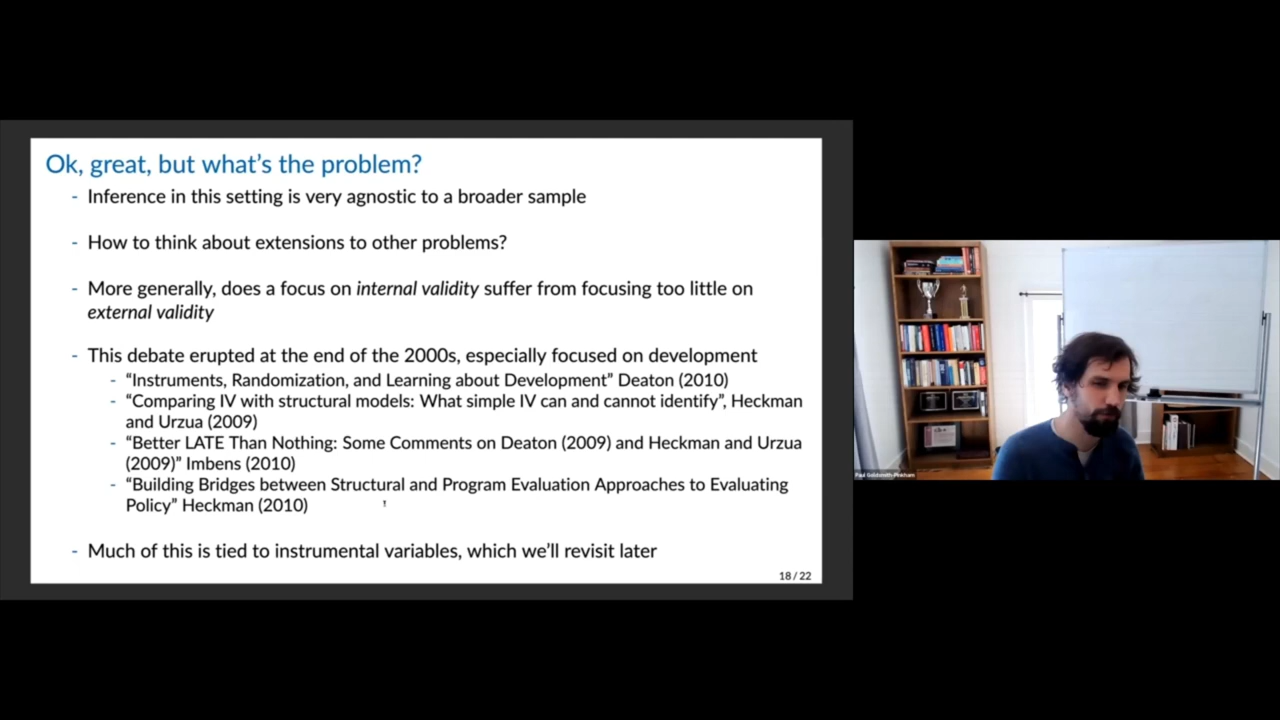 Ok, great, but what's the problem?
- Inference in this setting is very agnostic to a broader sample
- How to think about extensions to other problems?
- More generally, does a focus on internal validity suffer from focusing too little on
external validity
- This debate erupted at the end of the 2000s, especially focused on development
- “Instruments, Randomization, and Learning about Development” Deaton (2010)
- “Comparing IV with structural models: What simple IV can and cannot identify”, Heckman
and Urzua (2009)
- “Better LATE Than Nothing: Some Comments on Deaton (2009) and Heckman and Urzua
(2009)” Imbens (2010)
- “Building Bridges between Structural and Program Evaluation Approaches to Evaluating
Policy” Heckman (2010)
- Much of this is tied to instrumental variables, which we'll revisit later
18 / 22
Paul Goldsmith-Pinkham